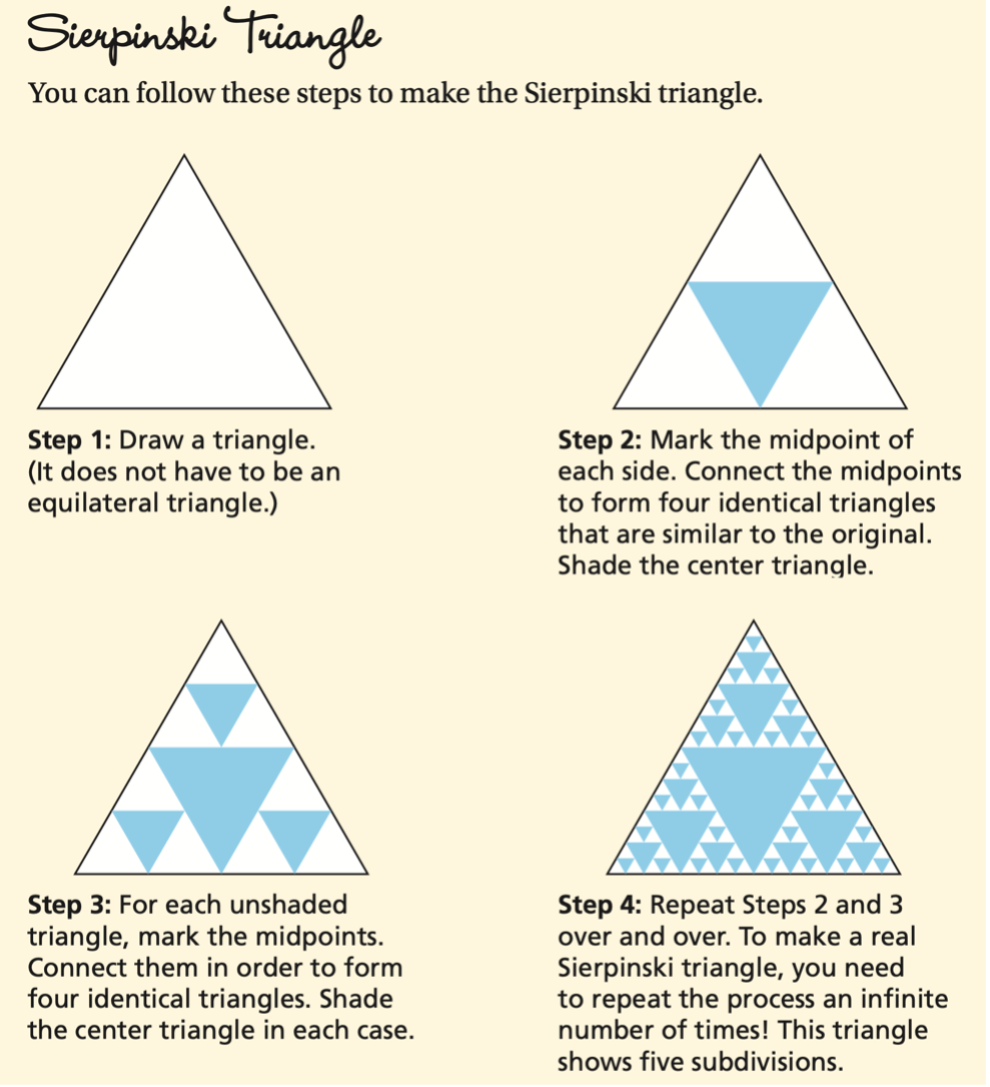 Sierpinski Triangle
You can follow these steps to make the Sierpinski triangle.
Step 1: Draw a triangle.
(It does not have to be an
equilateral triangle.)
Step 2: Mark the midpoint of
each side. Connect the midpoints
to form four identical triangles
that are similar to the original.
Shade the center triangle.
Step 3: For each unshaded
triangle, mark the midpoints.
Connect them in order to form
four identical triangles. Shade
the center triangle in each case.
Step 4: Repeat Steps 2 and 3
over and over. To make a real
Sierpinski triangle, you need
to repeat the process an infinite
number of times! This triangle
shows five subdivisions.